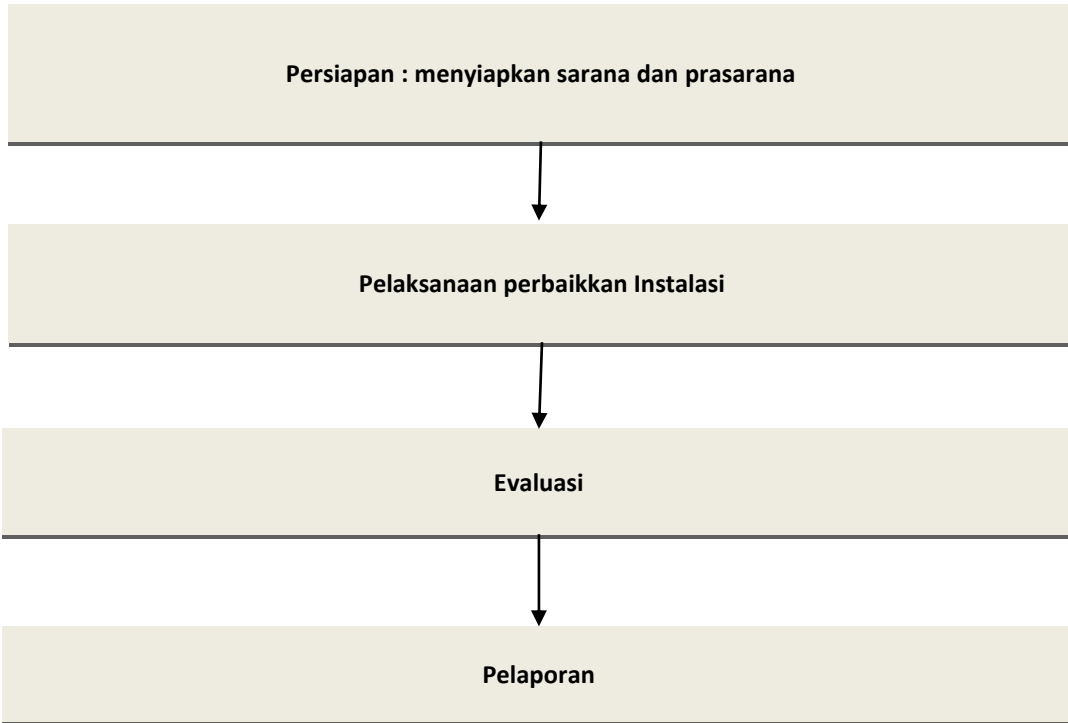 Persiapan : menyiapkan sarana dan prasarana
Pelaksanaan perbaikkan Instalasi
Evaluasi
Pelaporan